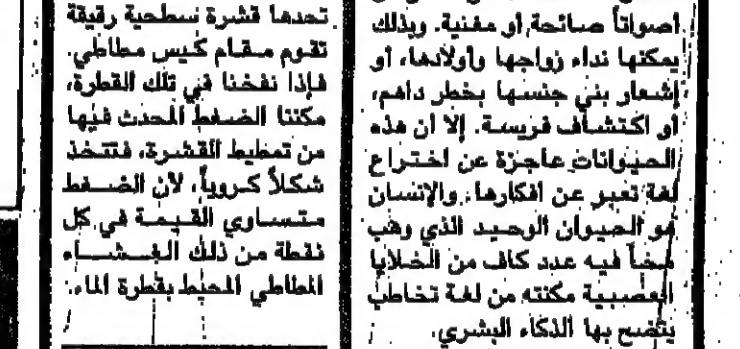 أصواتاً صائحة أو مغنية. وبذلك
يمكنها نداء زواجها وأولادها، أو
إشعار بني جنسها بخطر داهم،
أو اكتشاف فريسة. إلا ان هذه
الحيوانات عاجزة عن اختراع
لغة تعبر عن افكارها. والإنسان
هو الحيوان الوحيد الذي وهب
مخاً فيه عدد كاف من الخلايا
العصبية مكنته من لغة تخاطب
يتضح بها الذكاء البشري.
تحدها قشرة سطحية رقيقة
تقوم مقام كيس مطاطي.
فإذا نفخنا في تلك القطرة،
مكننا الضغط المحدث فيها
من تمطيط القشرة، فتتخذ
شكلاً كروياً، لأن الضغط
متساوي القيمة في كل
نقطة من ذلك الغشاء
المطاطي المحيط بقطرة الماء.